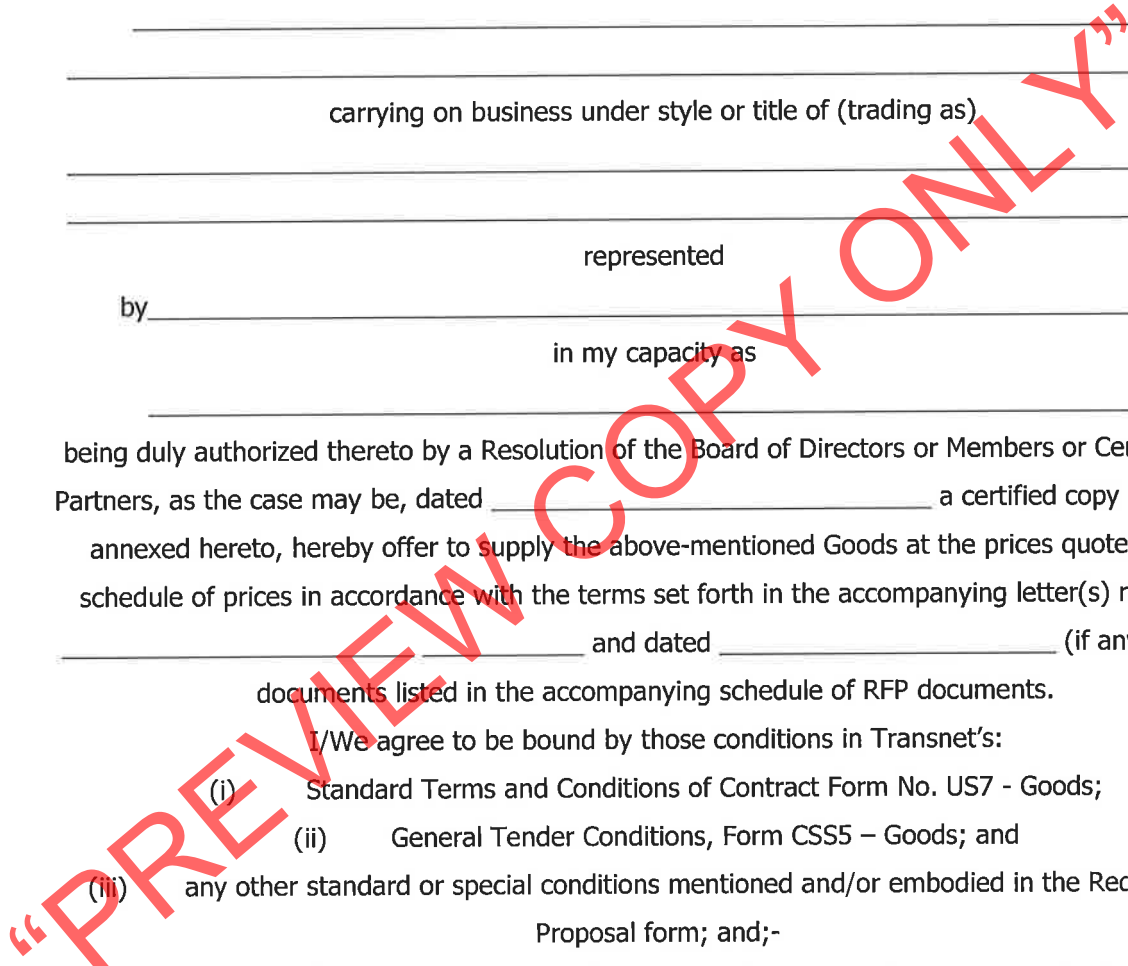 carrying on business under style or title of (trading as)
represented
by
in my capacity as
being duly authorized thereto by a Resolution of the Board of Directors or Members or
Partners, as the case may be, dated a certified copy
annexed hereto, hereby offer to supply the above-mentioned Goods at the prices
schedule of prices in accordance with the terms set forth in the accompanying letter(s)
and dated (if
documents listed in the accompanying schedule of RFP documents.
I/We agree to be bound by those conditions in Transnet's:
(i) Standard Terms and Conditions of Contract Form No. US7 - Goods;
(ii) General Tender Conditions, Form CSS5 – Goods; and
(iii) any other standard or special conditions mentioned and/or embodied in the
Proposal form; and;-
“PREVIEW COPY ONLY”